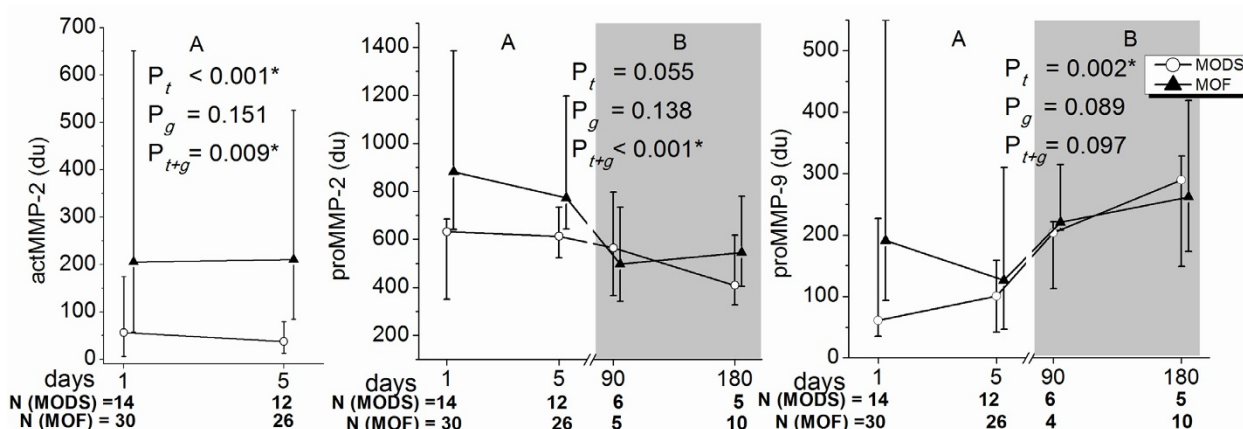 700
600
500
400
300
200
100
0
actMMP-2 (du)
A
Pt < 0.001*
Pg = 0.151
Pt+g = 0.009*
days 1 5
N (MODS) =14 12
N (MOF) = 30 26
1400
1200
1000
800
600
400
200
proMMP-2 (du)
A B
Pt = 0.055
Pg = 0.138
Pt+g < 0.001*
days 1 5 90 180
N (MODS) =14 12 6 5
N (MOF) = 30 26 5 10
500
400
300
200
100
0
proMMP-9 (du)
A B
Pt = 0.002*
Pg = 0.089
Pt+g = 0.097
MODS
MOF
days 1 5 90 180
N (MODS) = 14 12 6 5
N (MOF) =30 26 4 10